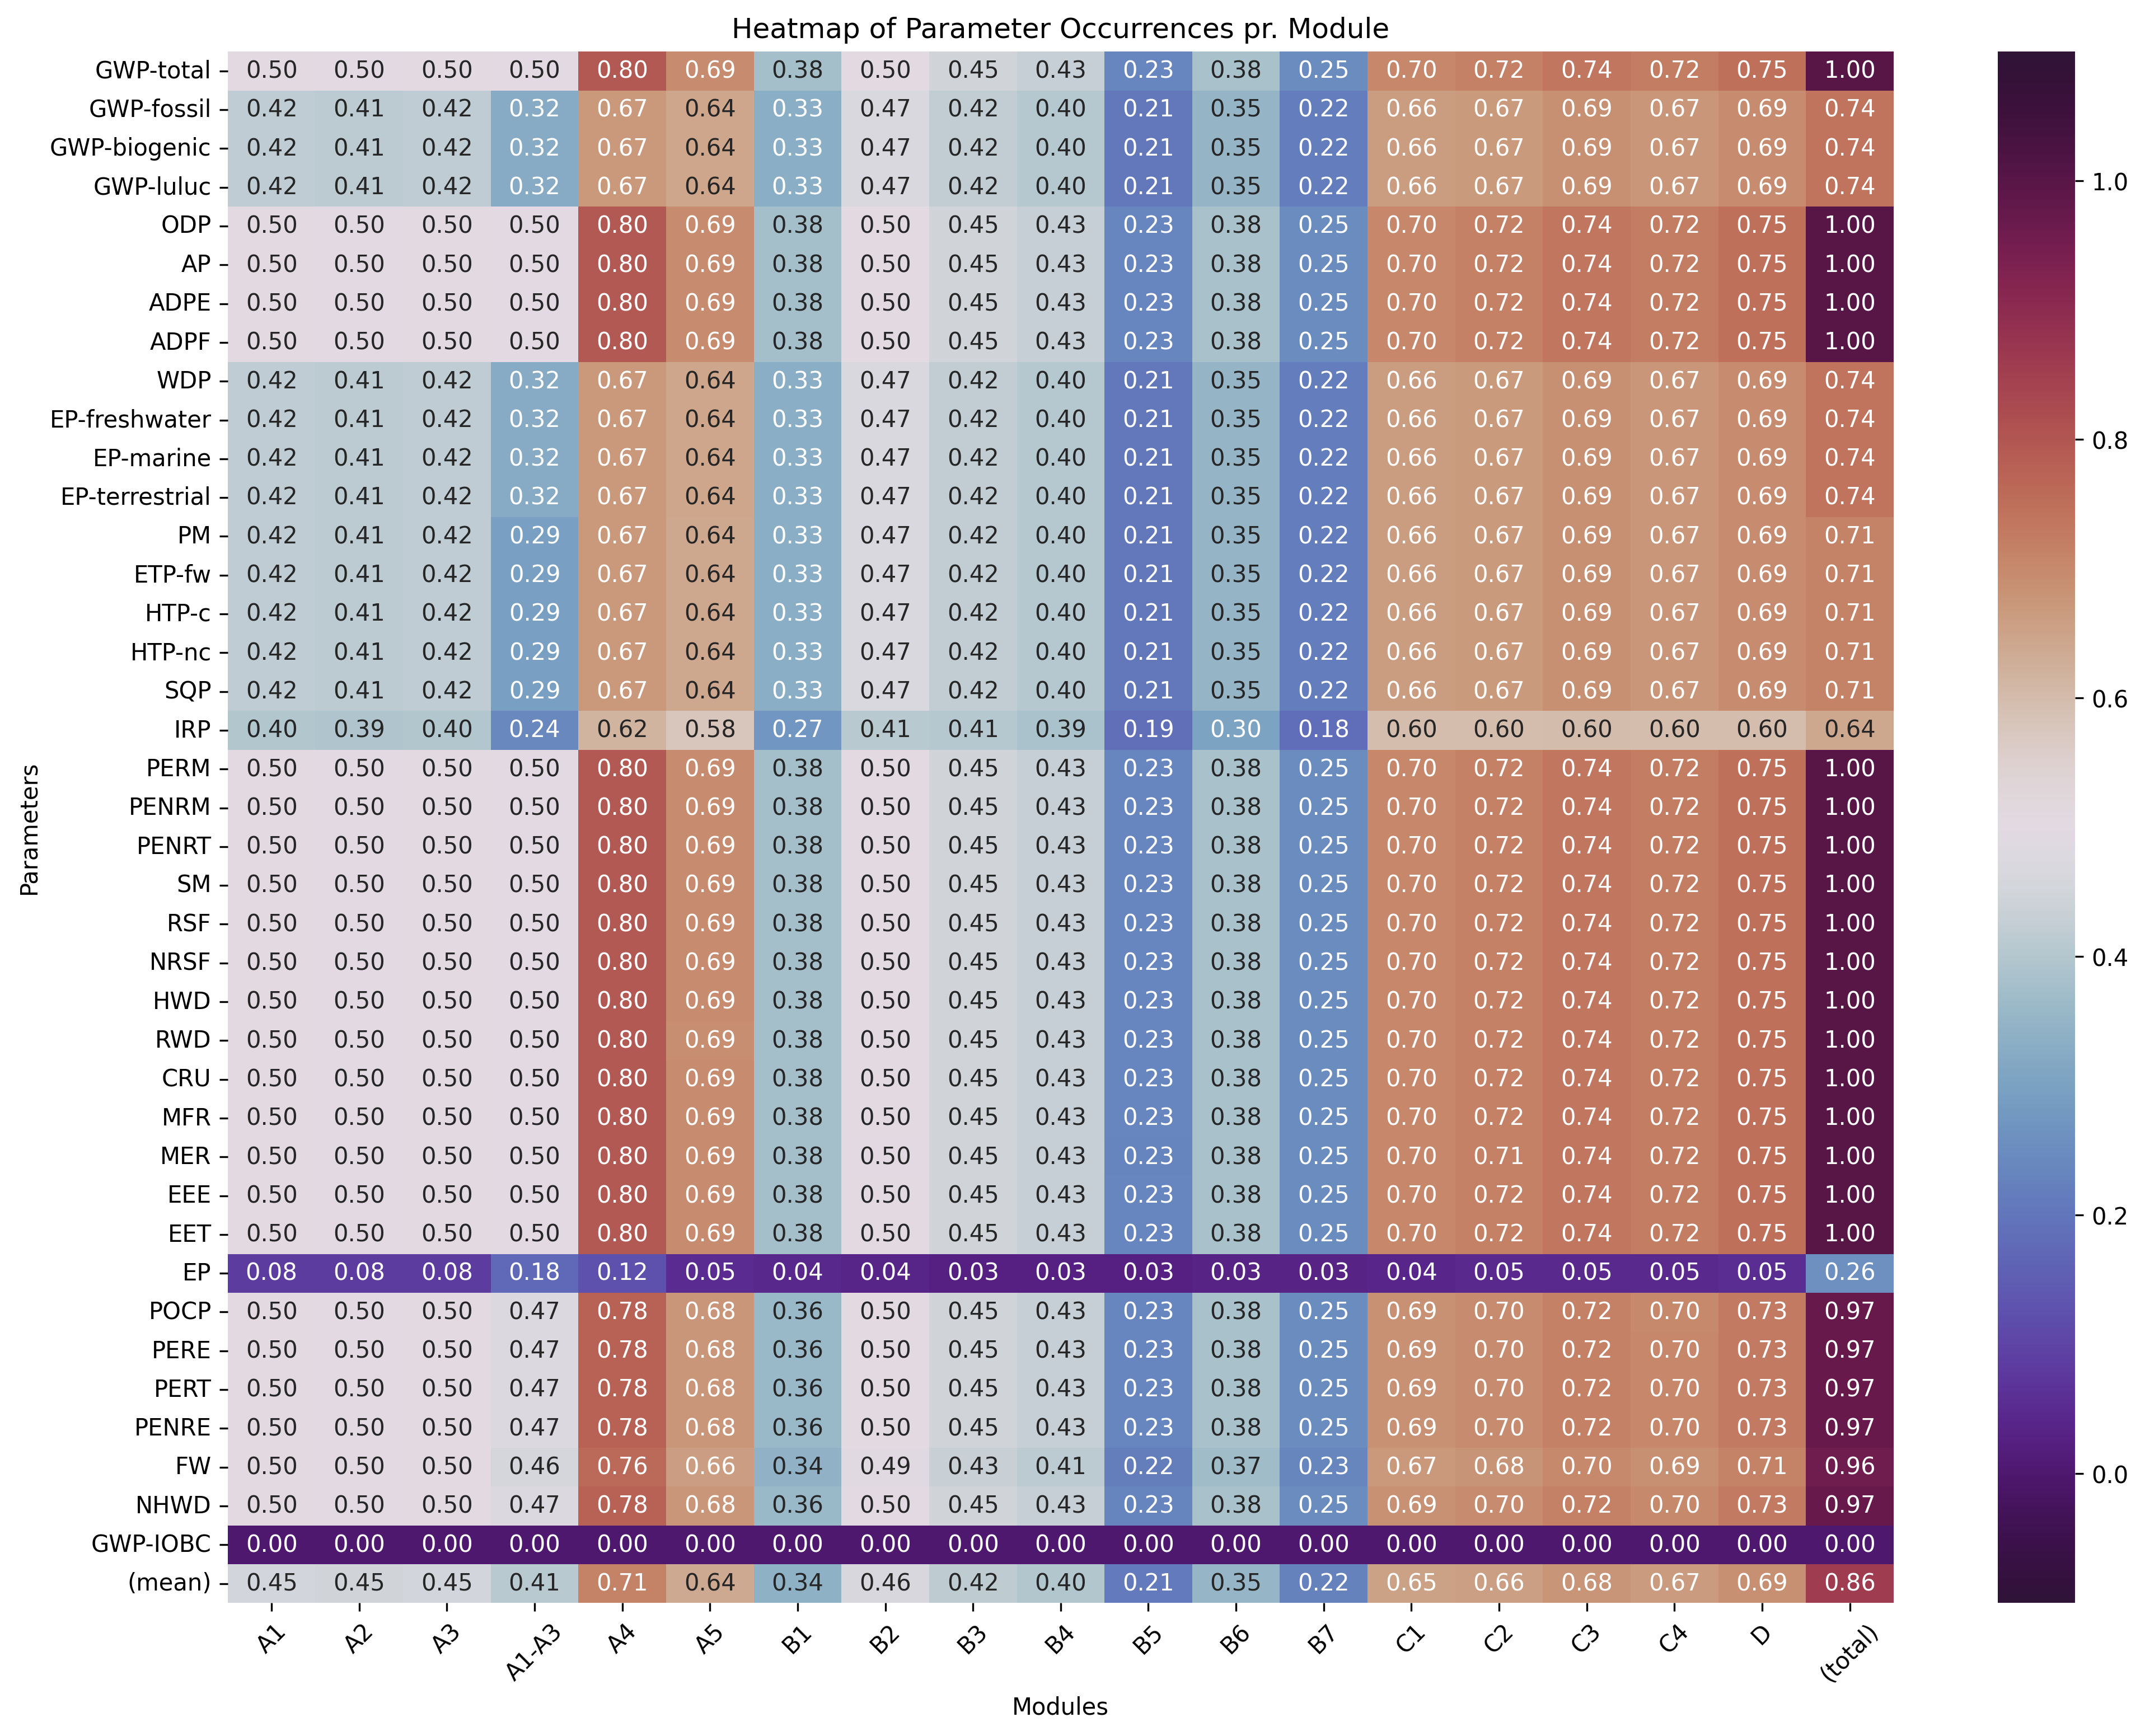 Heatmap of Parameter Occurrences pr. Module
GWP-total 0.50 0.50 0.50 0.50 0.80 0.69 0.38 0.50 0.45 0.43 0.23 0.38 0.25 0.70 0.72 0.74 0.72 0.75 1.00
GWP-fossil 0.42 0.41 0.42 0.32 0.67 0.64 0.33 0.47 0.42 0.40 0.21 0.35 0.22 0.66 0.67 0.69 0.67 0.69 0.74
GWP-biogenic 0.42 0.41 0.42 0.32 0.67 0.64 0.33 0.47 0.42 0.40 0.21 0.35 0.22 0.66 0.67 0.69 0.67 0.69 0.74
GWP-luluc 0.42 0.41 0.42 0.32 0.67 0.64 0.33 0.47 0.42 0.40 0.21 0.35 0.22 0.66 0.67 0.69 0.67 0.69 0.74
ODP 0.50 0.50 0.50 0.50 0.80 0.69 0.38 0.50 0.45 0.43 0.23 0.38 0.25 0.70 0.72 0.74 0.72 0.75 1.00
AP 0.50 0.50 0.50 0.50 0.80 0.69 0.38 0.50 0.45 0.43 0.23 0.38 0.25 0.70 0.72 0.74 0.72 0.75 1.00
ADPE 0.50 0.50 0.50 0.50 0.80 0.69 0.38 0.50 0.45 0.43 0.23 0.38 0.25 0.70 0.72 0.74 0.72 0.75 1.00
ADPF 0.50 0.50 0.50 0.50 0.80 0.69 0.38 0.50 0.45 0.43 0.23 0.38 0.25 0.70 0.72 0.74 0.72 0.75 1.00
WDP 0.42 0.41 0.42 0.32 0.67 0.64 0.33 0.47 0.42 0.40 0.21 0.35 0.22 0.66 0.67 0.69 0.67 0.69 0.74
EP-freshwater 0.42 0.41 0.42 0.32 0.67 0.64 0.33 0.47 0.42 0.40 0.21 0.35 0.22 0.66 0.67 0.69 0.67 0.69 0.74
EP-marine 0.42 0.41 0.42 0.32 0.67 0.64 0.33 0.47 0.42 0.40 0.21 0.35 0.22 0.66 0.67 0.69 0.67 0.69 0.74
EP-terrestrial 0.42 0.41 0.42 0.32 0.67 0.64 0.33 0.47 0.42 0.40 0.21 0.35 0.22 0.66 0.67 0.69 0.67 0.69 0.74
PM 0.42 0.41 0.42 0.29 0.67 0.64 0.33 0.47 0.42 0.40 0.21 0.35 0.22 0.66 0.67 0.69 0.67 0.69 0.71
ETP-fw 0.42 0.41 0.42 0.29 0.67 0.64 0.33 0.47 0.42 0.40 0.21 0.35 0.22 0.66 0.67 0.69 0.67 0.69 0.71
HTP-c 0.42 0.41 0.42 0.29 0.67 0.64 0.33 0.47 0.42 0.40 0.21 0.35 0.22 0.66 0.67 0.69 0.67 0.69 0.71
HTP-nc 0.42 0.41 0.42 0.29 0.67 0.64 0.33 0.47 0.42 0.40 0.21 0.35 0.22 0.66 0.67 0.69 0.67 0.69 0.71
SQP 0.42 0.41 0.42 0.29 0.67 0.64 0.33 0.47 0.42 0.40 0.21 0.35 0.22 0.66 0.67 0.69 0.67 0.69 0.71
IRP 0.40 0.39 0.40 0.24 0.62 0.58 0.27 0.41 0.41 0.39 0.19 0.30 0.18 0.60 0.60 0.60 0.60 0.60 0.64
PERM 0.50 0.50 0.50 0.50 0.80 0.69 0.38 0.50 0.45 0.43 0.23 0.38 0.25 0.70 0.72 0.74 0.72 0.75 1.00
PENRM 0.50 0.50 0.50 0.50 0.80 0.69 0.38 0.50 0.45 0.43 0.23 0.38 0.25 0.70 0.72 0.74 0.72 0.75 1.00
PENRT 0.50 0.50 0.50 0.50 0.80 0.69 0.38 0.50 0.45 0.43 0.23 0.38 0.25 0.70 0.72 0.74 0.72 0.75 1.00
SM 0.50 0.50 0.50 0.50 0.80 0.69 0.38 0.50 0.45 0.43 0.23 0.38 0.25 0.70 0.72 0.74 0.72 0.75 1.00
RSF 0.50 0.50 0.50 0.50 0.80 0.69 0.38 0.50 0.45 0.43 0.23 0.38 0.25 0.70 0.72 0.74 0.72 0.75 1.00
NRSF 0.50 0.50 0.50 0.50 0.80 0.69 0.38 0.50 0.45 0.43 0.23 0.38 0.25 0.70 0.72 0.74 0.72 0.75 1.00
HWD 0.50 0.50 0.50 0.50 0.80 0.69 0.38 0.50 0.45 0.43 0.23 0.38 0.25 0.70 0.72 0.74 0.72 0.75 1.00
RWD 0.50 0.50 0.50 0.50 0.80 0.69 0.38 0.50 0.45 0.43 0.23 0.38 0.25 0.70 0.72 0.74 0.72 0.75 1.00
CRU 0.50 0.50 0.50 0.50 0.80 0.69 0.38 0.50 0.45 0.43 0.23 0.38 0.25 0.70 0.72 0.74 0.72 0.75 1.00
MFR 0.50 0.50 0.50 0.50 0.80 0.69 0.38 0.50 0.45 0.43 0.23 0.38 0.25 0.70 0.72 0.74 0.72 0.75 1.00
MER 0.50 0.50 0.50 0.50 0.80 0.69 0.38 0.50 0.45 0.43 0.23 0.38 0.25 0.70 0.71 0.74 0.72 0.75 1.00
EEE 0.50 0.50 0.50 0.50 0.80 0.69 0.38 0.50 0.45 0.43 0.23 0.38 0.25 0.70 0.72 0.74 0.72 0.75 1.00
EET 0.50 0.50 0.50 0.50 0.80 0.69 0.38 0.50 0.45 0.43 0.23 0.38 0.25 0.70 0.72 0.74 0.72 0.75 1.00
EP 0.08 0.08 0.08 0.18 0.12 0.05 0.04 0.04 0.03 0.03 0.03 0.03 0.03 0.04 0.05 0.05 0.05 0.05 0.26
POCP 0.50 0.50 0.50 0.47 0.78 0.68 0.36 0.50 0.45 0.43 0.23 0.38 0.25 0.69 0.70 0.72 0.70 0.73 0.97
PERE 0.50 0.50 0.50 0.47 0.78 0.68 0.36 0.50 0.45 0.43 0.23 0.38 0.25 0.69 0.70 0.72 0.70 0.73 0.97
PERT 0.50 0.50 0.50 0.47 0.78 0.68 0.36 0.50 0.45 0.43 0.23 0.38 0.25 0.69 0.70 0.72 0.70 0.73 0.97
PENRE 0.50 0.50 0.50 0.47 0.78 0.68 0.36 0.50 0.45 0.43 0.23 0.38 0.25 0.69 0.70 0.72 0.70 0.73 0.97
FW 0.50 0.50 0.50 0.46 0.76 0.66 0.34 0.49 0.43 0.41 0.22 0.37 0.23 0.67 0.68 0.70 0.69 0.71 0.96
NHWD 0.50 0.50 0.50 0.47 0.78 0.68 0.36 0.50 0.45 0.43 0.23 0.38 0.25 0.69 0.70 0.72 0.70 0.73 0.97
GWP-IOBC 0.00 0.00 0.00 0.00 0.00 0.00 0.00 0.00 0.00 0.00 0.00 0.00 0.00 0.00 0.00 0.00 0.00 0.00 0.00
(mean) 0.45 0.45 0.45 0.41 0.71 0.64 0.34 0.46 0.42 0.40 0.21 0.35 0.22 0.65 0.66 0.68 0.67 0.69 0.86
A1 A2 A3 A1-A3 A4 A5 B1 B2 B3 B4 B5 B6 B7 C1 C2 C3 C4 D (total)
Modules
Parameters
1.0
0.8
0.6
0.4
0.2
0.0